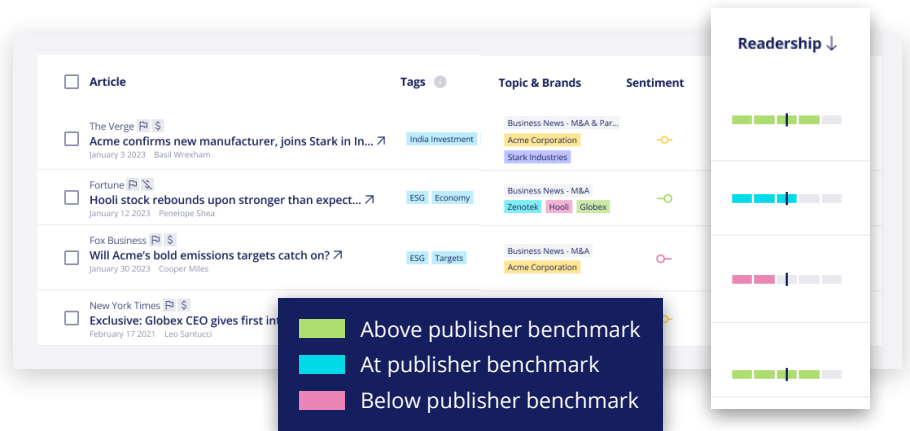 Readership ↓
Article
Tags
Topic & Brands
Sentiment
The Verge $
Acme confirms new manufacturer, joins Stark in In...
January 3 2023 Basil Wrexham
India Investment
Business News - M&A & Par...
Acme Corporation
Stark Industries
Fortune
Hooli stock rebounds upon stronger than expect...
January 12 2023 Penelope Shea
ESG Economy
Business News - M&A
Zenotek Hooli Globex
Fox Business $
Will Acme’s bold emissions targets catch on?
January 30 2023 Cooper Miles
ESG Targets
Business News - M&A
Acme Corporation
New York Times $
Exclusive: Globex CEO gives first
February 17 2021 Leo Santucci
Above publisher benchmark
At publisher benchmark
Below publisher benchmark